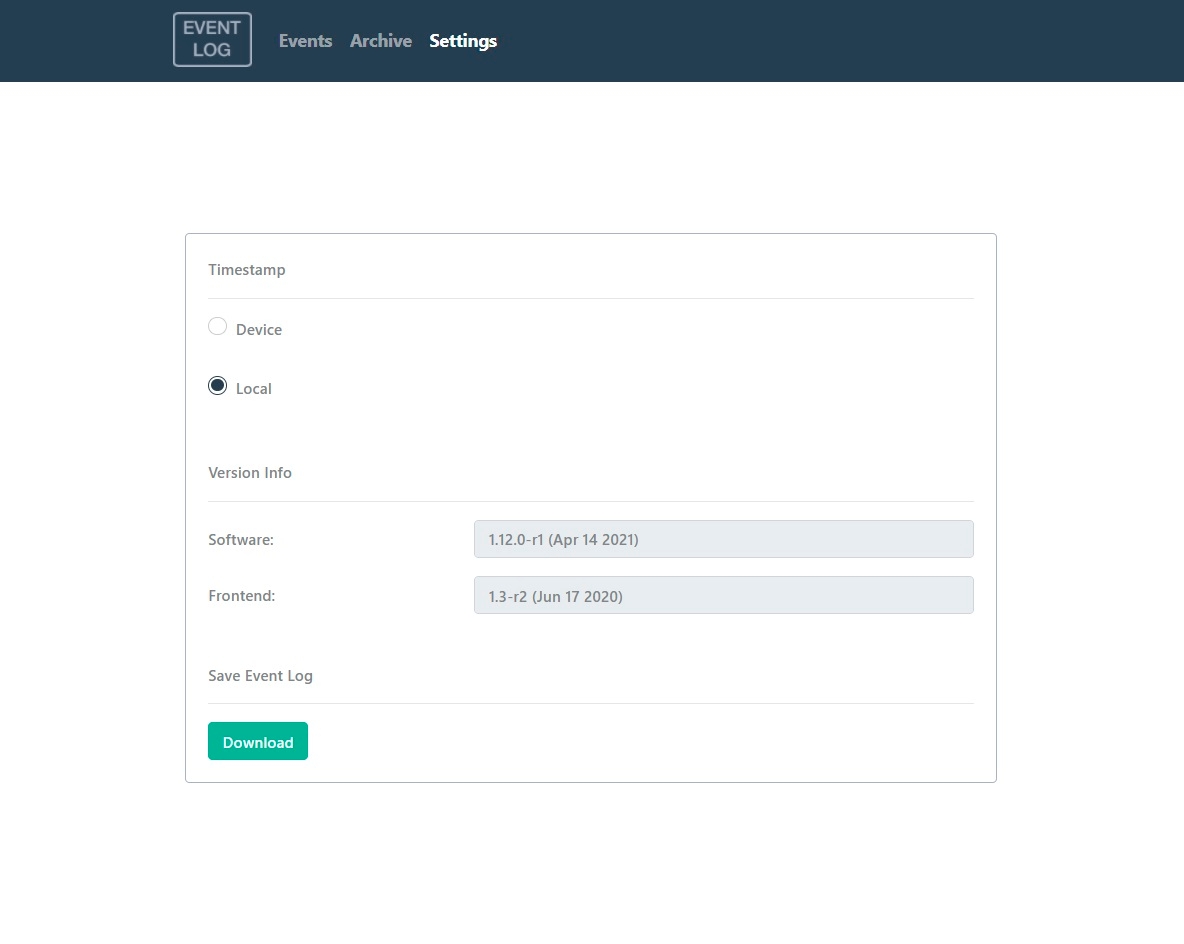 EVENT
LOG
Events Archive Settings
Timestamp
Device
Local
Version Info
Software: 1.12.0-r1 (Apr 14 2021)
Frontend: 1.3-r2 (Jun 17 2020)
Save Event Log
Download